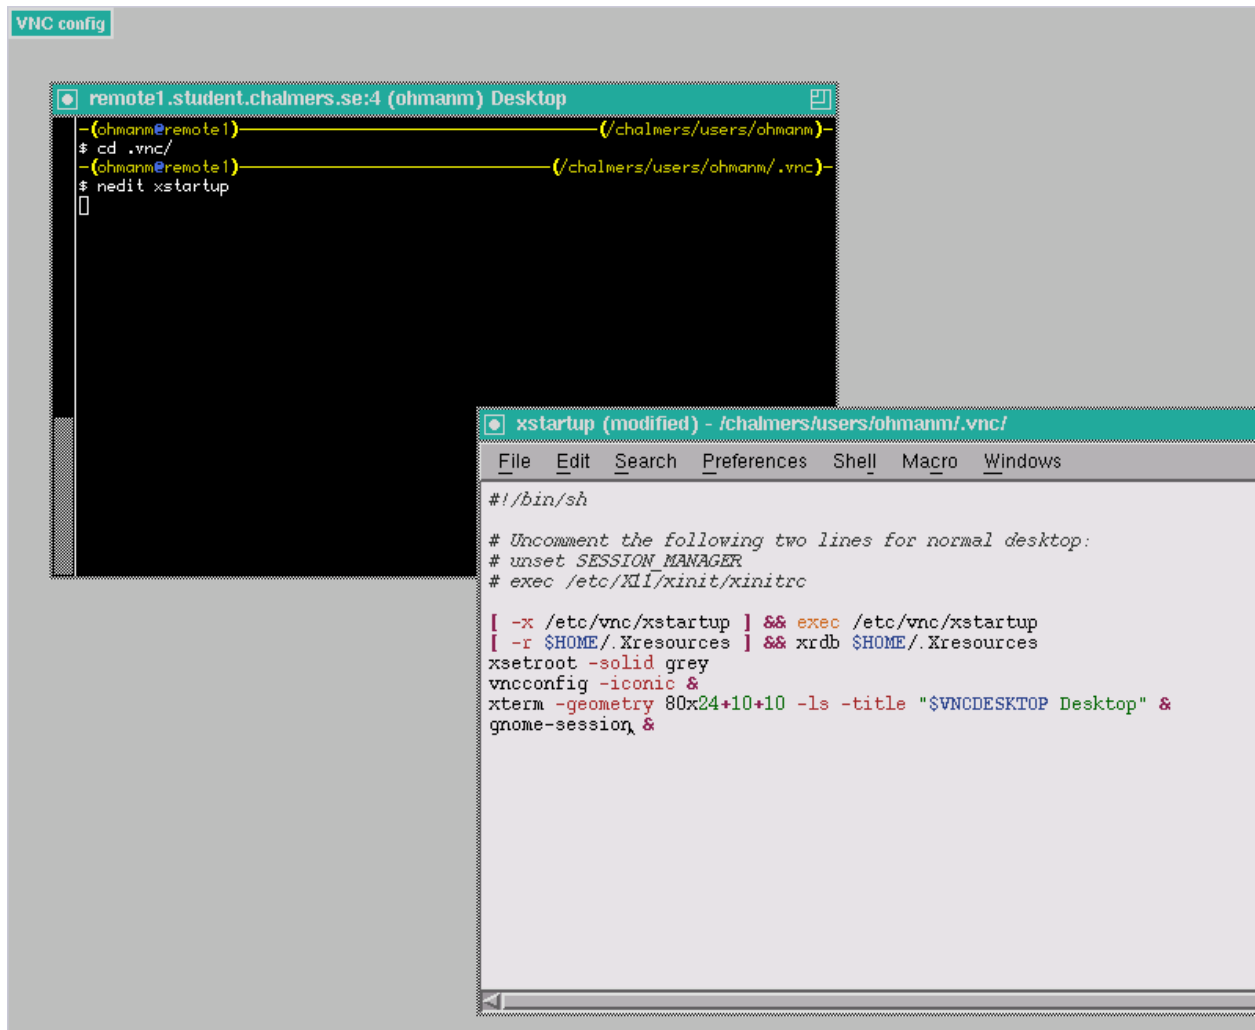 VNC config
remote1.student.chalmers.se:4 (ohmanm) Desktop
-(ohmanm@remote1)—(/chalmers/users/ohmanm)-
$ cd .vnc/
-(ohmanm@remote1)—(/chalmers/users/ohmanm/.vnc)-
$ nedit xstartup
xstartup (modified) - /chalmers/users/ohmanm/.vnc/
File Edit Search Preferences Shell Macro Windows
#!/bin/sh
# Uncomment the following two lines for normal desktop:
# unset SESSION_MANAGER
# exec /etc/X11/xinit/xinitrc
[ -x /etc/vnc/xstartup ] && exec /etc/vnc/xstartup
[ -r $HOME/.Xresources ] && xrdb $HOME/.Xresources
xsetroot -solid grey
vncconfig -iconic &
xterm -geometry 80x24+10+10 -ls -title "$VNCDESKTOP Desktop" &
gnome-session &